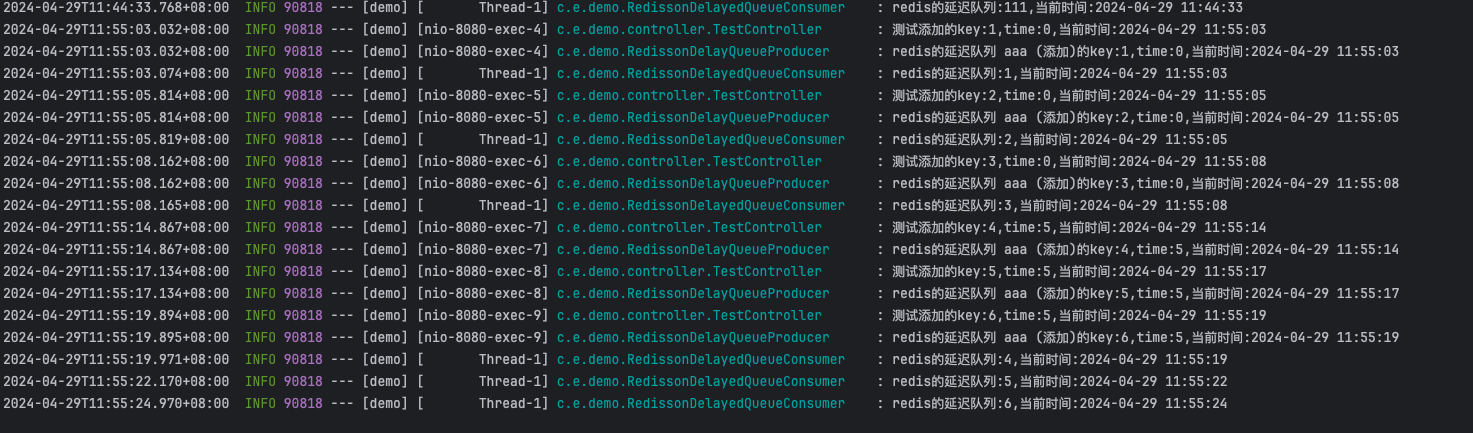 2024-04-29T11:44:33.768+08:00  INFO 90818 --- [demo] [       Thread-1] c.e.demo.RedissonDelayedQueueConsumer    : redis的延迟队列:111,当前时间:2024-04-29 11:44:33
2024-04-29T11:55:03.032+08:00  INFO 90818 --- [demo] [nio-8080-exec-4] c.e.demo.controller.TestController       : 测试添加的key:1,time:0,当前时间:2024-04-29 11:55:03
2024-04-29T11:55:03.032+08:00  INFO 90818 --- [demo] [nio-8080-exec-4] c.e.demo.RedissonDelayQueueProducer      : redis的延迟队列 aaa (添加)的key:1,time:0,当前时间:2024-04-29 11:55:03
2024-04-29T11:55:03.074+08:00  INFO 90818 --- [demo] [       Thread-1] c.e.demo.RedissonDelayedQueueConsumer    : redis的延迟队列:1,当前时间:2024-04-29 11:55:03
2024-04-29T11:55:05.814+08:00  INFO 90818 --- [demo] [nio-8080-exec-5] c.e.demo.controller.TestController       : 测试添加的key:2,time:0,当前时间:2024-04-29 11:55:05
2024-04-29T11:55:05.814+08:00  INFO 90818 --- [demo] [nio-8080-exec-5] c.e.demo.RedissonDelayQueueProducer      : redis的延迟队列 aaa (添加)的key:2,time:0,当前时间:2024-04-29 11:55:05
2024-04-29T11:55:05.819+08:00  INFO 90818 --- [demo] [       Thread-1] c.e.demo.RedissonDelayedQueueConsumer    : redis的延迟队列:2,当前时间:2024-04-29 11:55:05
2024-04-29T11:55:08.162+08:00  INFO 90818 --- [demo] [nio-8080-exec-6] c.e.demo.controller.TestController       : 测试添加的key:3,time:0,当前时间:2024-04-29 11:55:08
2024-04-29T11:55:08.162+08:00  INFO 90818 --- [demo] [nio-8080-exec-6] c.e.demo.RedissonDelayQueueProducer      : redis的延迟队列 aaa (添加)的key:3,time:0,当前时间:2024-04-29 11:55:08
2024-04-29T11:55:08.165+08:00  INFO 90818 --- [demo] [       Thread-1] c.e.demo.RedissonDelayedQueueConsumer    : redis的延迟队列:3,当前时间:2024-04-29 11:55:08
2024-04-29T11:55:14.867+08:00  INFO 90818 --- [demo] [nio-8080-exec-7] c.e.demo.controller.TestController       : 测试添加的key:4,time:5,当前时间:2024-04-29 11:55:14
2024-04-29T11:55:14.867+08:00  INFO 90818 --- [demo] [nio-8080-exec-7] c.e.demo.RedissonDelayQueueProducer      : redis的延迟队列 aaa (添加)的key:4,time:5,当前时间:2024-04-29 11:55:14
2024-04-29T11:55:17.134+08:00  INFO 90818 --- [demo] [nio-8080-exec-8] c.e.demo.controller.TestController       : 测试添加的key:5,time:5,当前时间:2024-04-29 11:55:17
2024-04-29T11:55:17.134+08:00  INFO 90818 --- [demo] [nio-8080-exec-8] c.e.demo.RedissonDelayQueueProducer      : redis的延迟队列 aaa (添加)的key:5,time:5,当前时间:2024-04-29 11:55:17
2024-04-29T11:55:19.894+08:00  INFO 90818 --- [demo] [nio-8080-exec-9] c.e.demo.controller.TestController       : 测试添加的key:6,time:5,当前时间:2024-04-29 11:55:19
2024-04-29T11:55:19.895+08:00  INFO 90818 --- [demo] [nio-8080-exec-9] c.e.demo.RedissonDelayQueueProducer      : redis的延迟队列 aaa (添加)的key:6,time:5,当前时间:2024-04-29 11:55:19
2024-04-29T11:55:19.971+08:00  INFO 90818 --- [demo] [       Thread-1] c.e.demo.RedissonDelayedQueueConsumer    : redis的延迟队列:4,当前时间:2024-04-29 11:55:19
2024-04-29T11:55:22.170+08:00  INFO 90818 --- [demo] [       Thread-1] c.e.demo.RedissonDelayedQueueConsumer    : redis的延迟队列:5,当前时间:2024-04-29 11:55:22
2024-04-29T11:55:24.970+08:00  INFO 90818 --- [demo] [       Thread-1] c.e.demo.RedissonDelayedQueueConsumer    : redis的延迟队列:6,当前时间:2024-04-29 11:55:24